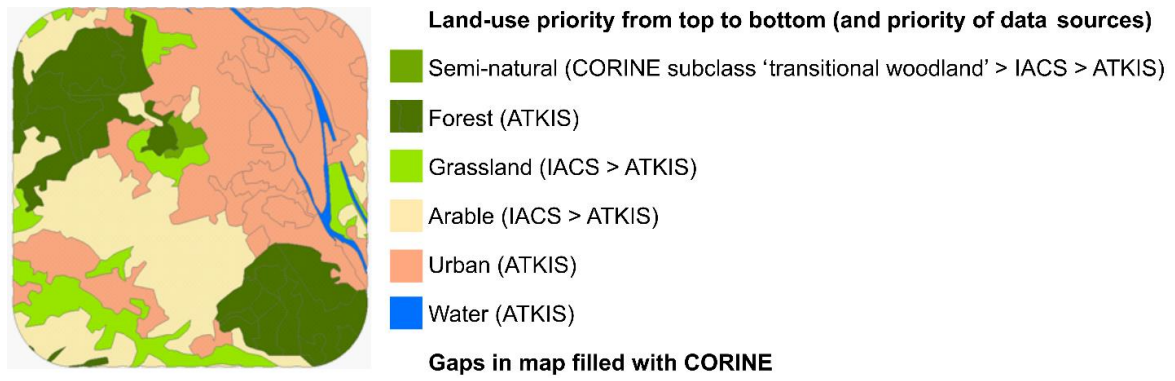 Land-use priority from top to bottom (and priority of data sources)
Semi-natural (CORINE subclass ‘transitional woodland’ > IACS > ATKIS)
Forest (ATKIS)
Grassland (IACS > ATKIS)
Arable (IACS > ATKIS)
Urban (ATKIS)
Water (ATKIS)
Gaps in map filled with CORINE